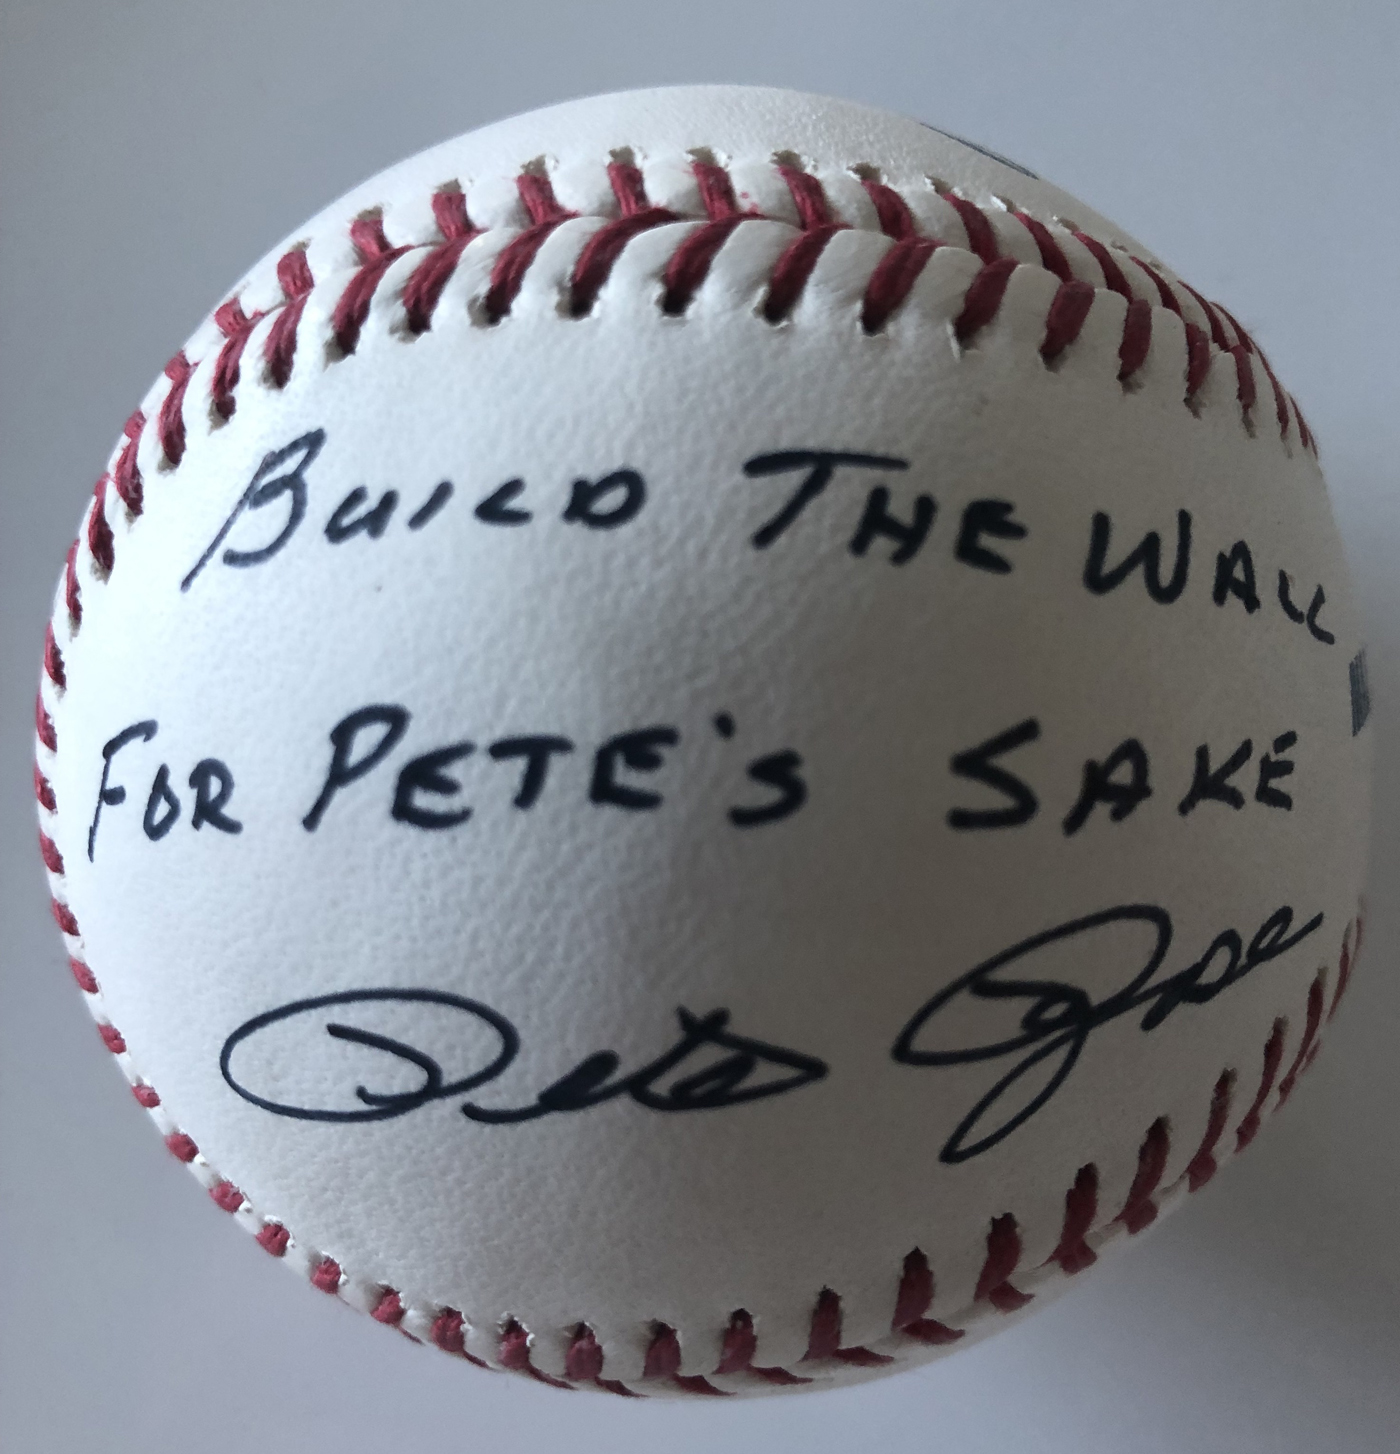 BUILD THE WALL
FOR PETE'S SAKE
Pete Rose